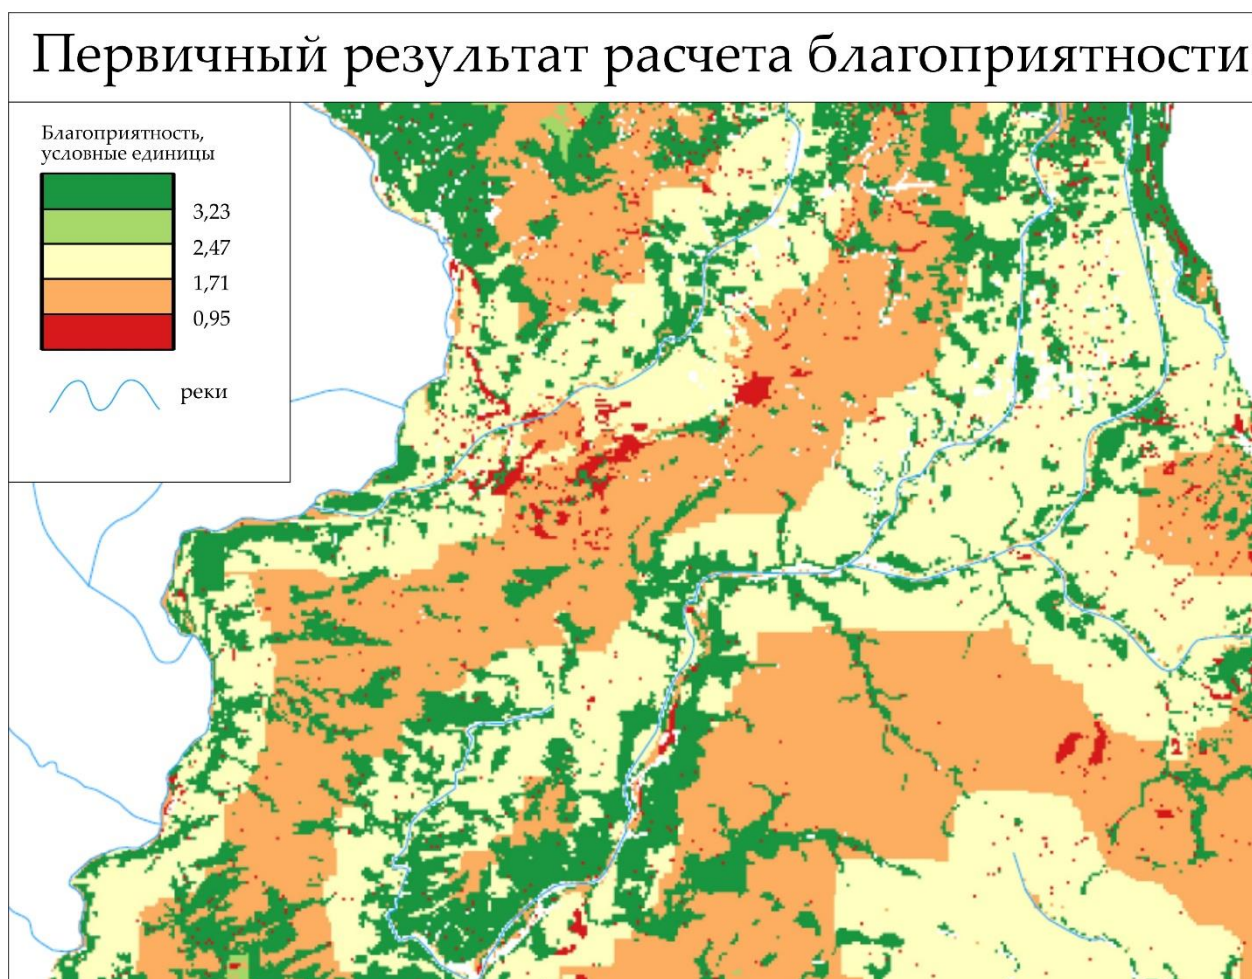 Первичный результат расчета благоприятности
Благоприятность,
условные единицы
3,23
2,47
1,71
0,95
реки